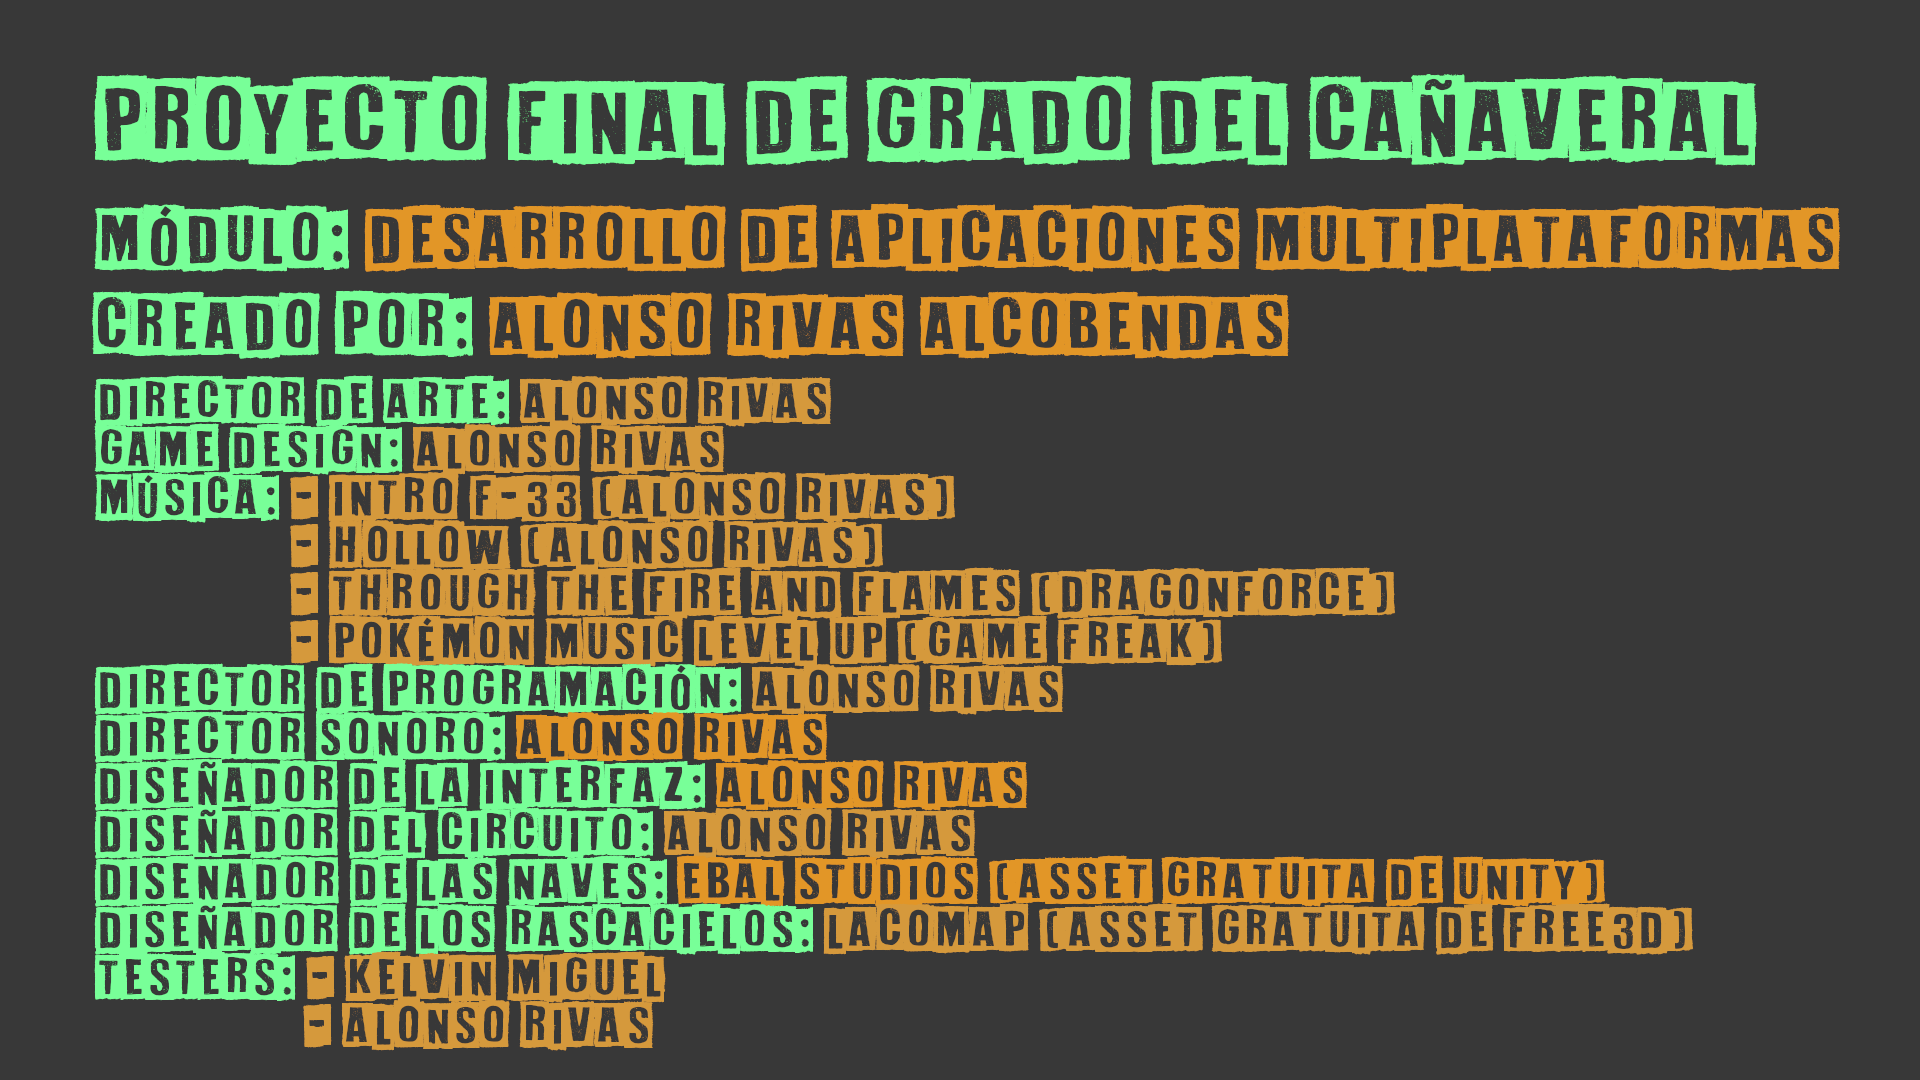 PROYECTO FINAL DE GRADO DEL CAÑAVERAL
MÓDULO: DESARROLLO DE APLICACIONES MULTIPLATAFORMAS
CREADO POR: ALONSO RIVAS ALCOBENDAS
DIRECTOR DE ARTE: ALONSO RIVAS
GAME DESIGN: ALONSO RIVAS
MÚSICA: - INTRO F-33 (ALONSO RIVAS)
- HOLLOW (ALONSO RIVAS)
- THROUGH THE FIRE AND FLAMES (DRAGONFORCE)
- POKÉMON MUSIC LEVEL UP (GAME FREAK)
DIRECTOR DE PROGRAMACIÓN: ALONSO RIVAS
DIRECTOR SONORO: ALONSO RIVAS
DISEÑADOR DE LA INTERFAZ: ALONSO RIVAS
DISEÑADOR DEL CIRCUITO: ALONSO RIVAS
DISENADOR DE LAS NAVES: EBAL STUDIOS (ASSET GRATUITA DE UNITY)
DISEÑADOR DE LOS RASCACIELOS: LACOMAP (ASSET GRATUITA DE FREE3D)
TESTERS: - KELVIN MIGUEL
- ALONSO RIVAS